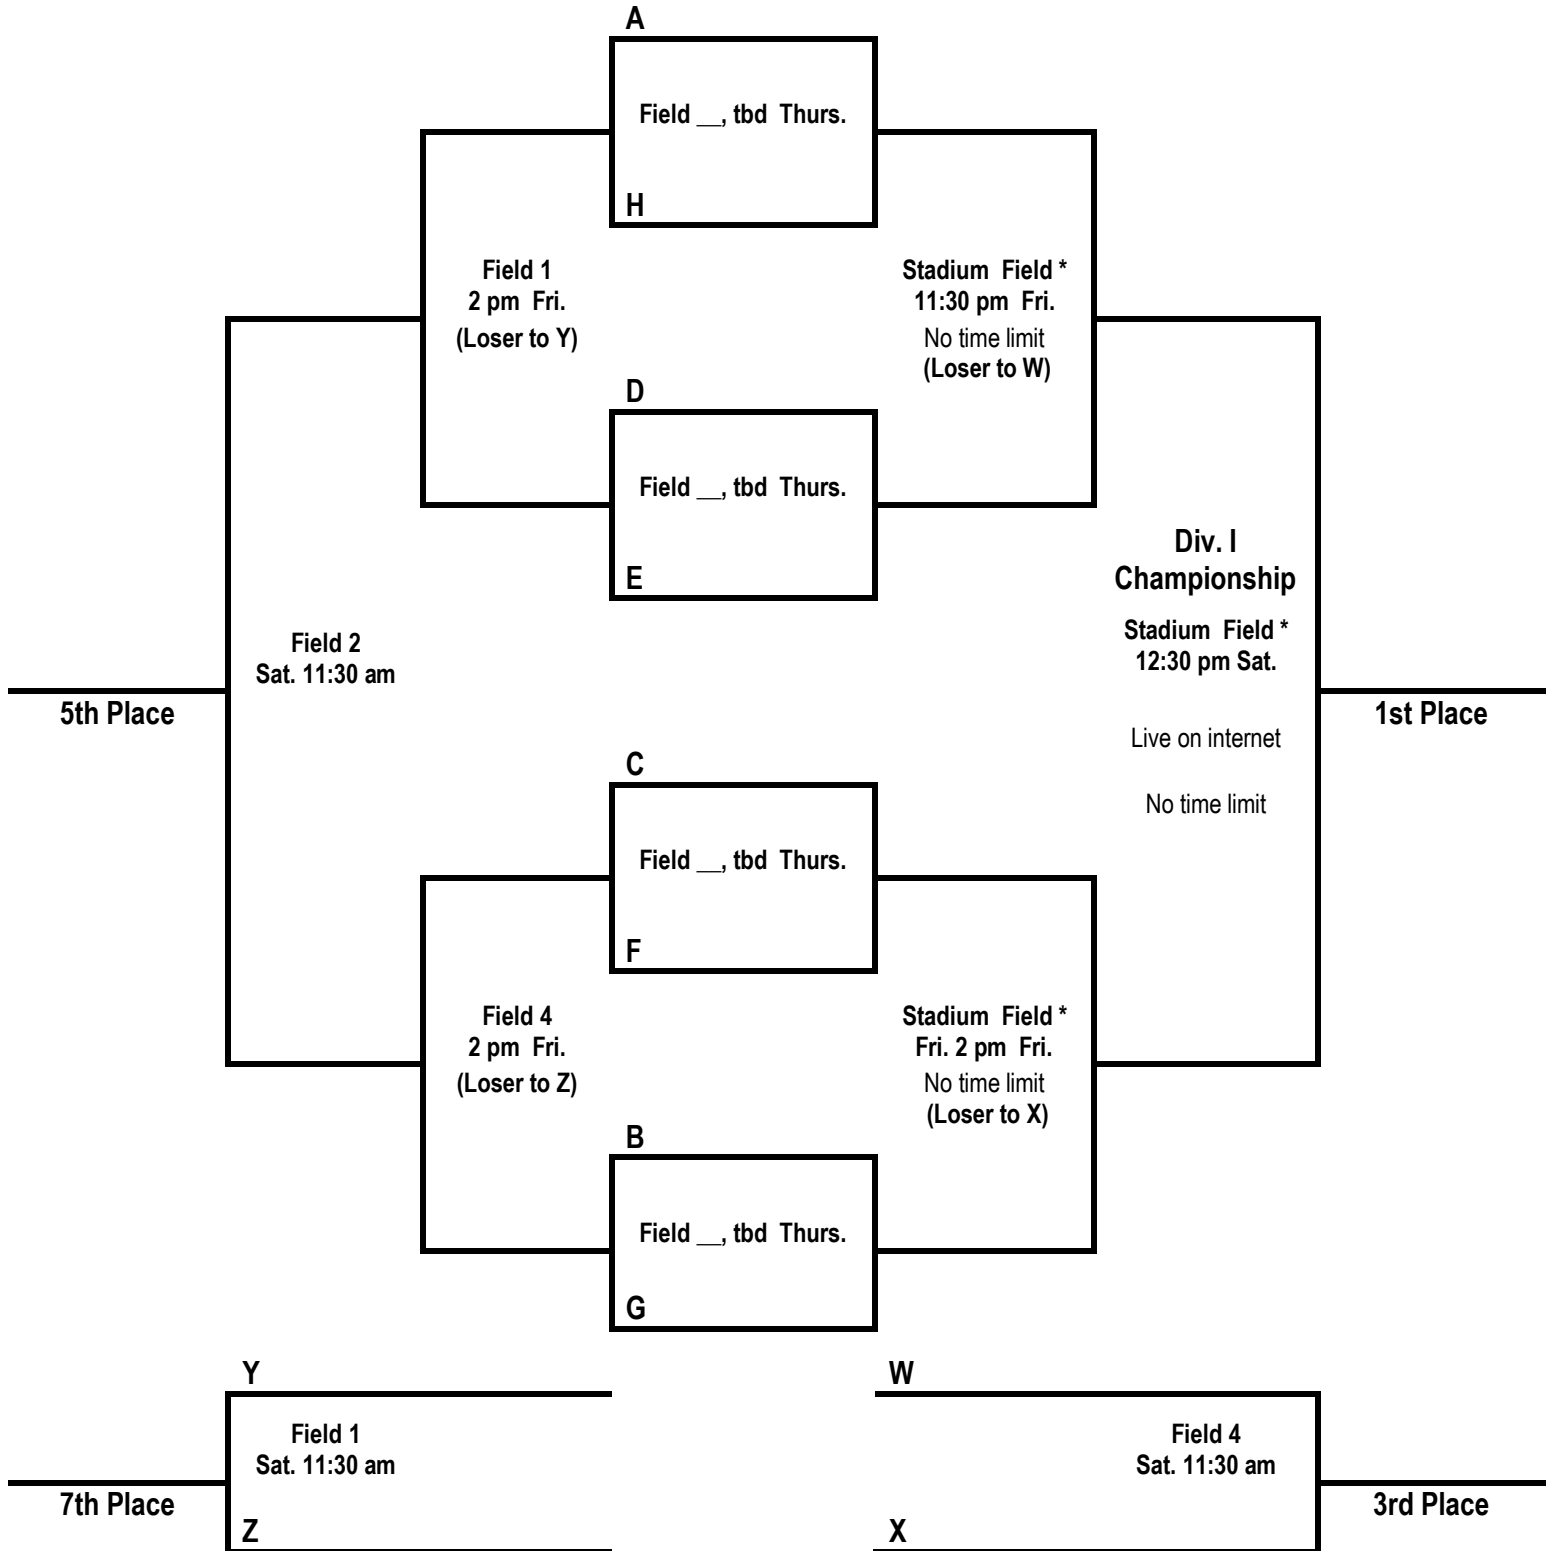 A
Field __, tbd  Thurs.
H
Field 1
2 pm  Fri.
(Loser to Y)
Stadium  Field *
11:30 pm  Fri.
No time limit
(Loser to W)
D
Field __, tbd  Thurs.
E
Div. I
Championship
Stadium  Field *
12:30 pm Sat.
Live on internet
No time limit
Field 2
Sat. 11:30 am
5th Place
1st Place
C
Field __, tbd  Thurs.
F
Field 4
2 pm  Fri.
(Loser to Z)
Stadium  Field *
Fri. 2 pm  Fri.
No time limit
(Loser to X)
B
Field __, tbd  Thurs.
G
Y
Field 1
Sat. 11:30 am
7th Place
Z
W
Field 4
Sat. 11:30 am
3rd Place
X